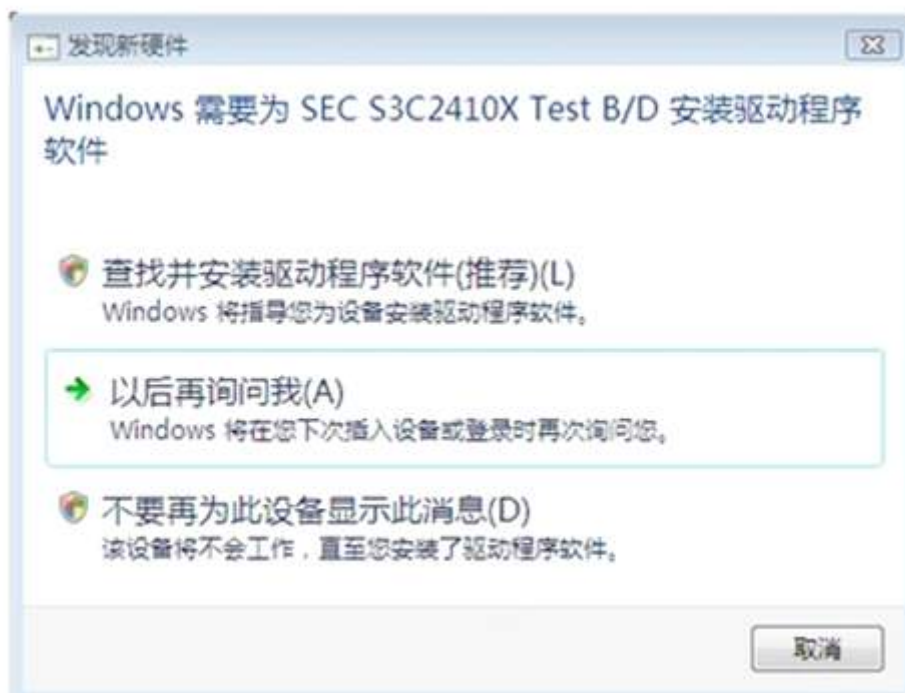 发现新硬件
Windows 需要为 SEC S3C2410X Test B/D 安装驱动程序
软件
查找并安装驱动程序软件(推荐)(L)
Windows 将指导您为设备安装驱动程序软件。
以后再询问我(A)
Windows 将在您下次插入设备或登录时再次询问您。
不要再为此设备显示此消息(D)
该设备将不会工作，直至您安装了驱动程序软件。
取消